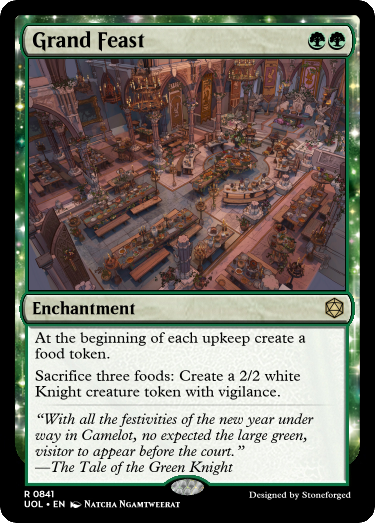 Grand Feast
Enchantment
At the beginning of each upkeep create a
food token.
Sacrifice three foods: Create a 2/2 white
Knight creature token with vigilance.
“With all the festivities of the new year under
way in Camelot, no expected the large green,
visitor to appear before the court.”
—The Tale of the Green Knight
R 0841
UOL • EN Natcha Ngamtweerat
Designed by Stoneforged